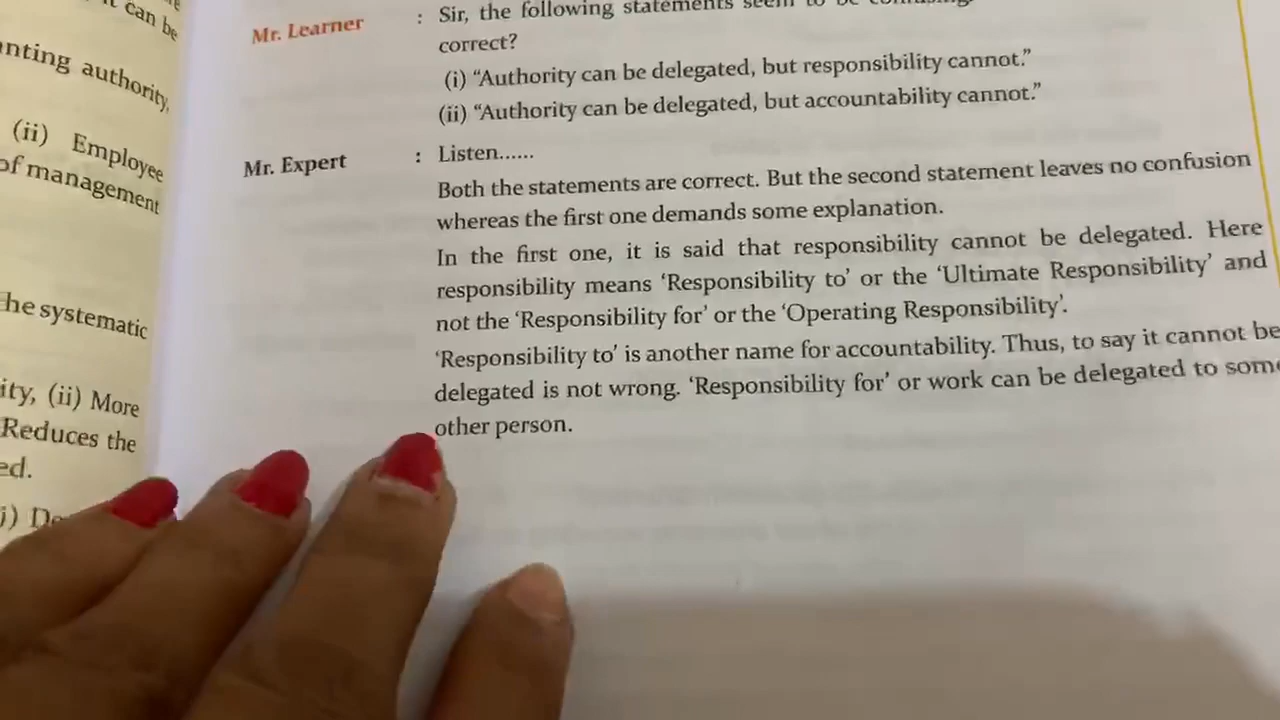 can be
anting authority,
(ii) Employee
of management
he systematic
ity, (ii) More
Reduces the
ed.
i)
Mr. Learner : Sir, the following statements seem to be confusing.
correct?
(i) “Authority can be delegated, but responsibility cannot.”
(ii) “Authority can be delegated, but accountability cannot.”
Mr. Expert : Listen......
Both the statements are correct. But the second statement leaves no confusion
whereas the first one demands some explanation.
In the first one, it is said that responsibility cannot be delegated. Here
responsibility means ‘Responsibility to’ or the ‘Ultimate Responsibility’ and
not the ‘Responsibility for’ or the ‘Operating Responsibility’.
‘Responsibility to’ is another name for accountability. Thus, to say it cannot be
delegated is not wrong. ‘Responsibility for’ or work can be delegated to som
other person.